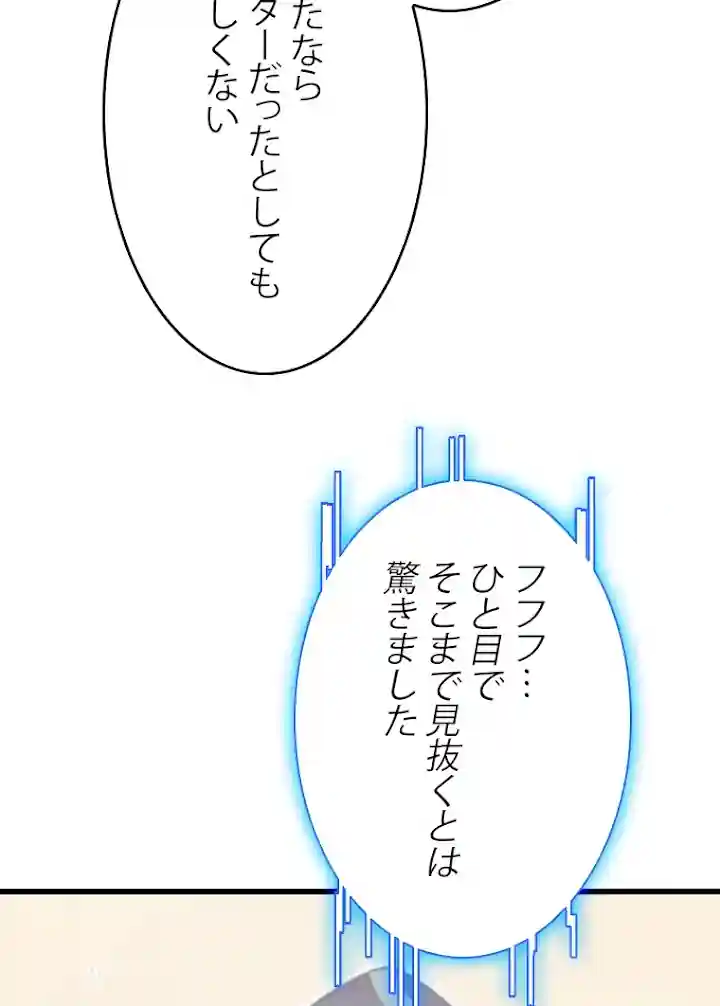 たなら
ターだったとしても
しくない
フフフ…
ひと目で
そこまで見抜くとは
驚きました